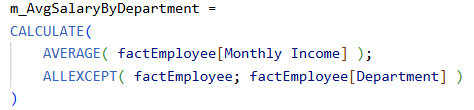 m_AvgSalaryByDepartment =
CALCULATE(
AVERAGE( factEmployee[Monthly Income] );
ALLEXCEPT( factEmployee; factEmployee[Department] )
)